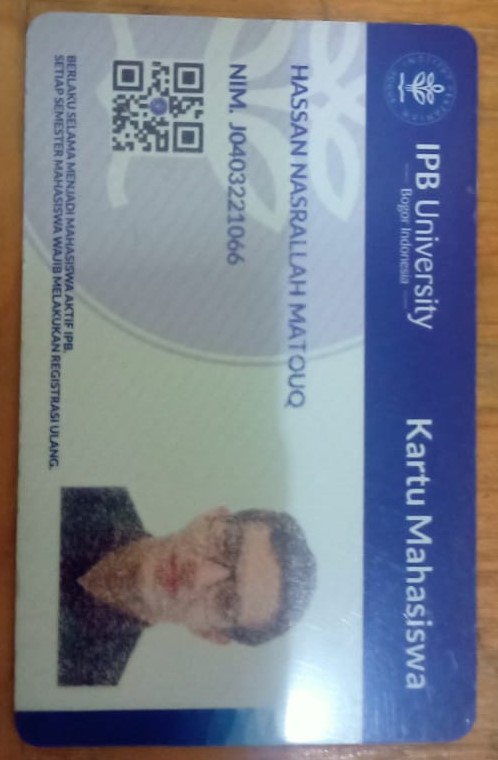 IPB University
Bogor Indonesia
Kartu Mahasiswa
HASSAN NASRALLAH MATOUQ
NIM. J0403221066
BERLAKU SELAMA MENJADI MAHASISWA AKTIF IPB.
SETIAP SEMESTER MAHASISWA WAJIB MELAKUKAN REGISTRASI ULANG.